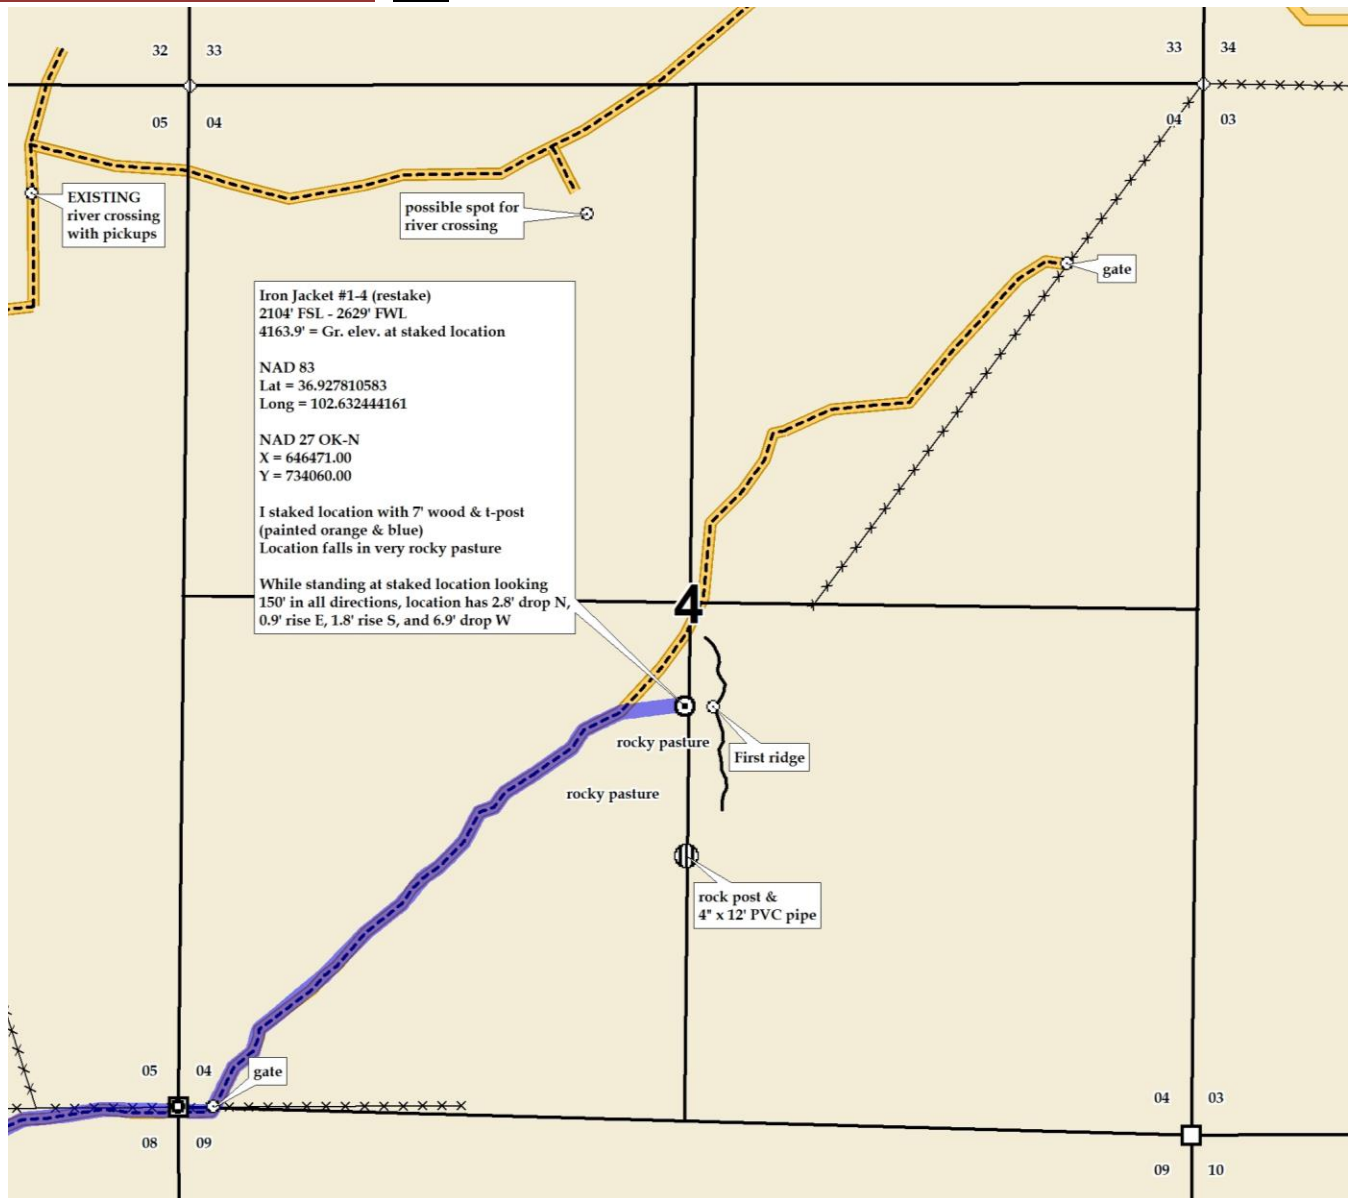 32 33
33 34
05 04
04 03
EXISTING
river crossing
with pickups
possible spot for
river crossing
gate
Iron Jacket #1-4 (restake)
2104' FSL - 2629' FWL
4163.9' = Gr. elev. at staked location
NAD 83
Lat = 36.927810583
Long = 102.632444161
NAD 27 OK-N
X = 646471.00
Y = 734060.00
I staked location with 7' wood & t-post
(painted orange & blue)
Location falls in very rocky pasture
While standing at staked location looking
150' in all directions, location has 2.8' drop N,
0.9' rise E, 1.8' rise S, and 6.9' drop W
4
rocky pasture
First ridge
rocky pasture
rock post &
4" x 12' PVC pipe
05 04
gate
04 03
08 09
09 10